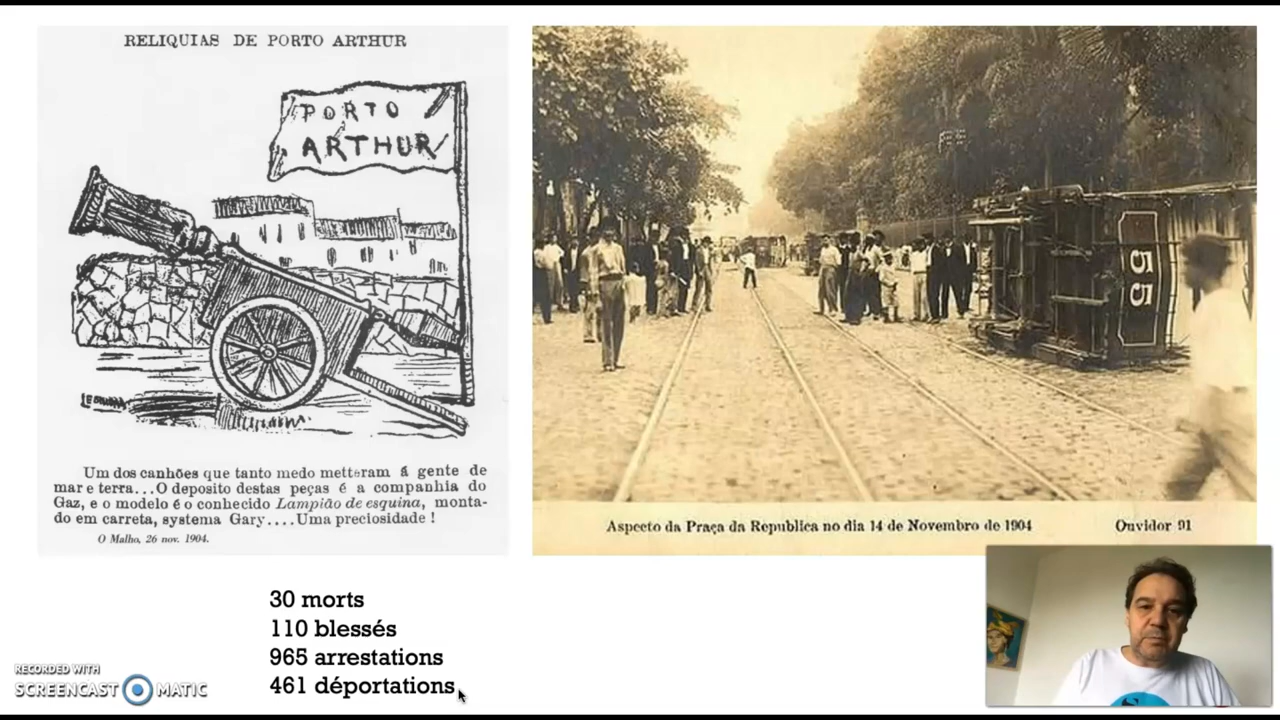 RELIQUIAS DE PORTO ARTHUR
PORTO
ARTHUR
Um dos canhões que tanto medo metteram á gente de
mar e terra...O deposito destas peças é a companhia do
Gaz, e o modelo é o conhecido Lampião de esquina, monta-
do em carreta, systema Gary....Uma preciosidade !
O Malho, 26 nov. 1904.
55
Aspecto da Praça da Republica no dia 14 de Novembro de 1904
Ouvidor 91
30 morts
110 blessés
965 arrestations
461 déportations
RECORDED WITH
SCREENCAST MATIC